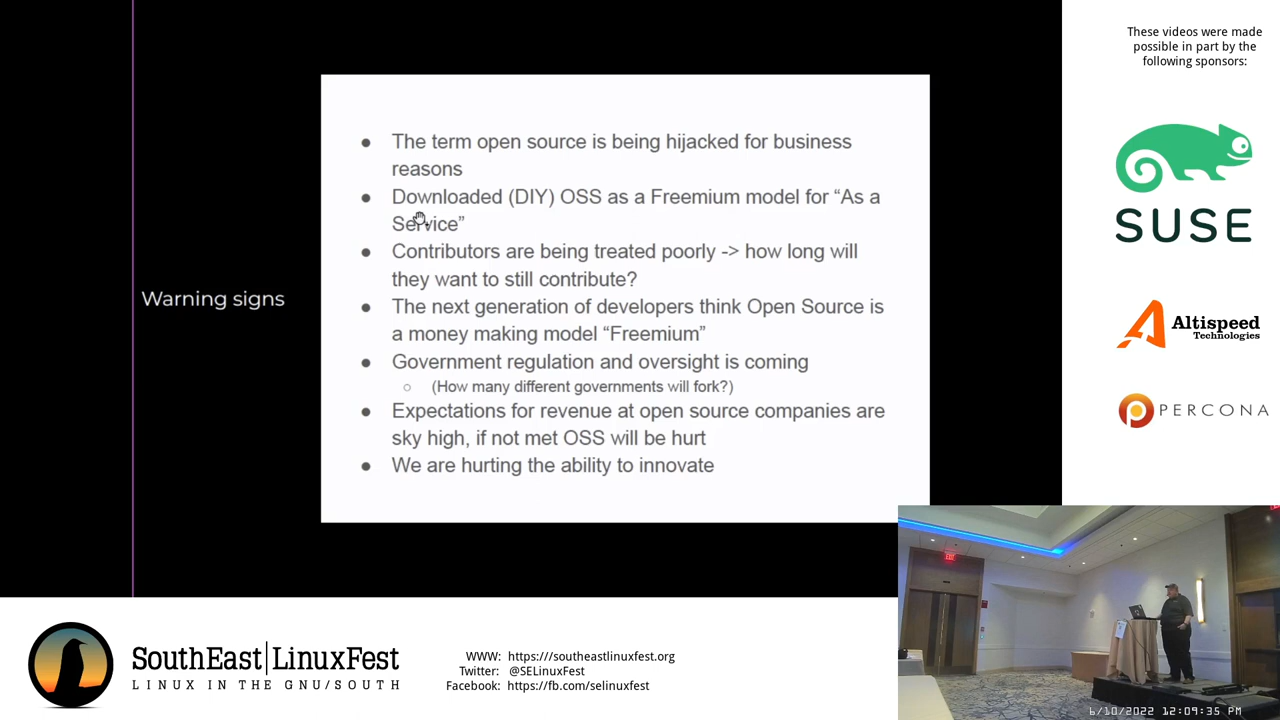 These videos were made
possible in part by the
following sponsors:
SUSE
Altispeed
Technologies
PERCONA
Warning signs
● The term open source is being hijacked for business
reasons
● Downloaded (DIY) OSS as a Freemium model for “As a
Service”
● Contributors are being treated poorly -> how long will
they want to still contribute?
● The next generation of developers think Open Source is
a money making model “Freemium”
● Government regulation and oversight is coming
○ (How many different governments will fork?)
● Expectations for revenue at open source companies are
sky high, if not met OSS will be hurt
● We are hurting the ability to innovate
SouthEast|LinuxFest
LINUX IN THE GNU/SOUTH
WWW: https:///southeastlinuxfest.org
Twitter: @SELinuxFest
Facebook: https://fb.com/selinuxfest
6/10/2022 12:09:35 PM